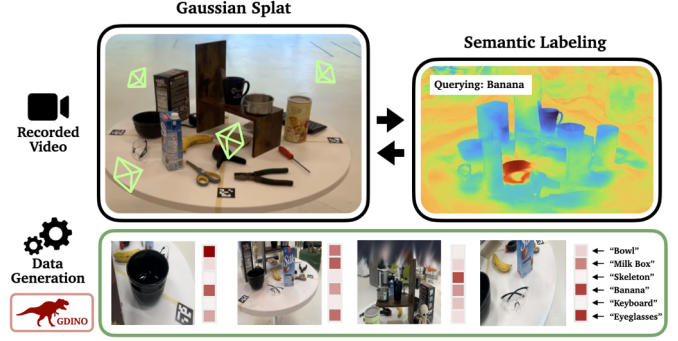 Gaussian Splat
Semantic Labeling
Querying: Banana
Recorded
Video
Data
Generation
GDINO
"Bowl"
"Milk Box"
"Skeleton"
"Banana"
"Keyboard"
"Eyeglasses"